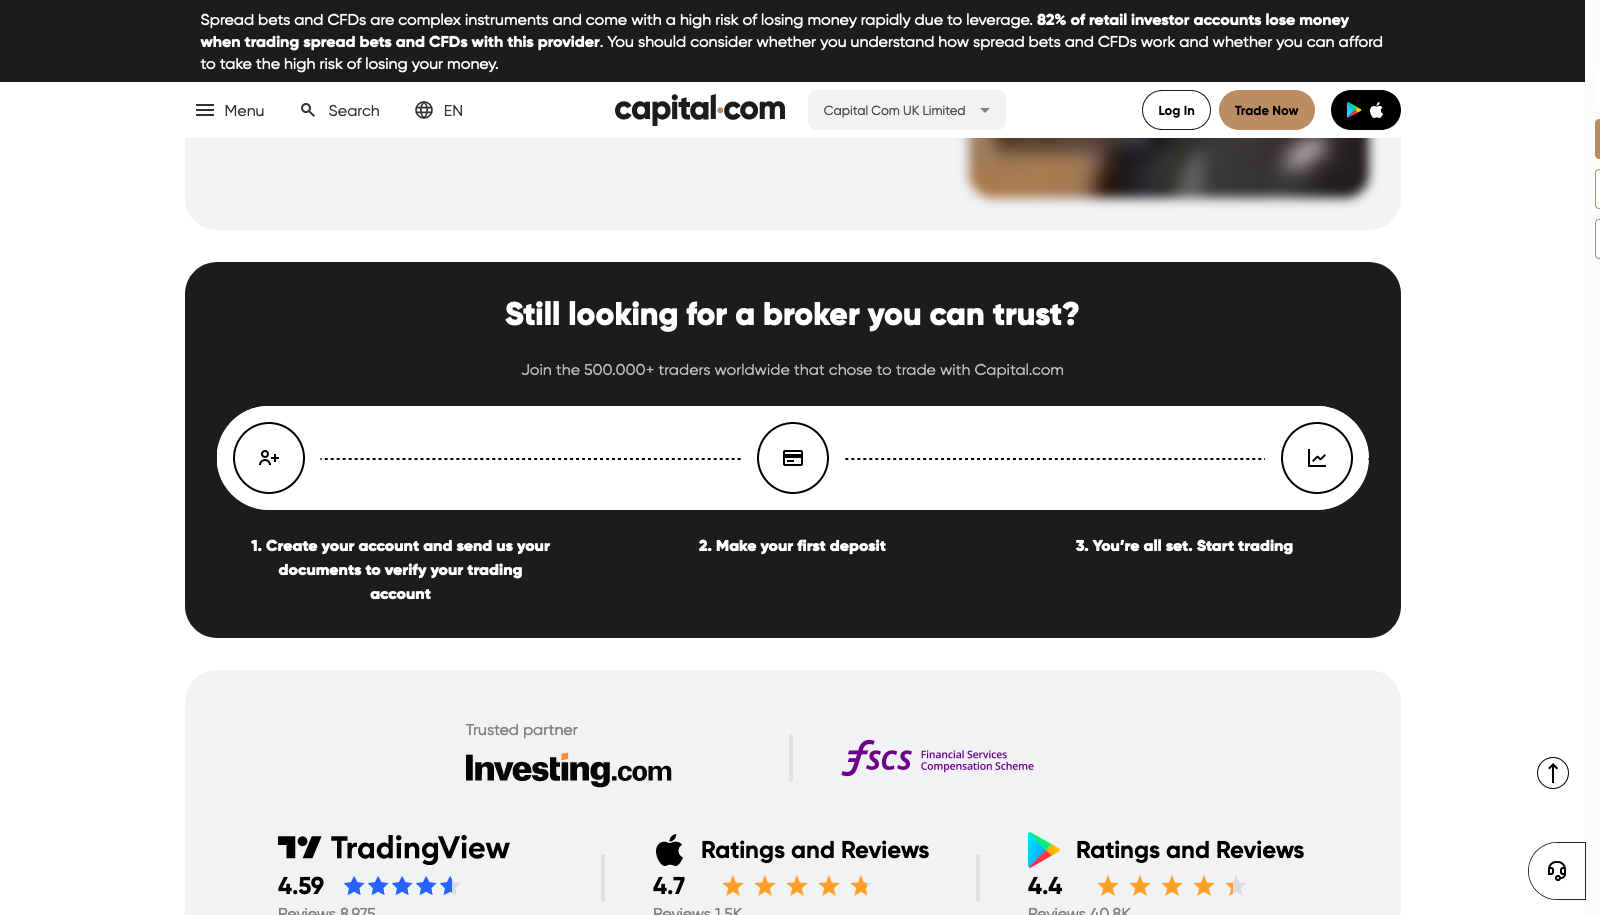 Spread bets and CFDs are complex instruments and come with a high risk of losing money rapidly due to leverage. 82% of retail investor accounts lose money
when trading spread bets and CFDs with this provider. You should consider whether you understand how spread bets and CFDs work and whether you can afford
to take the high risk of losing your money.
Menu
Search
EN
capital.com
Capital Com UK Limited
Log In
Trade Now
Still looking for a broker you can trust?
Join the 500.000+ traders worldwide that chose to trade with Capital.com
1. Create your account and send us your
documents to verify your trading
account
2. Make your first deposit
3. You're all set. Start trading
Trusted partner
Investing.com
fscs
Financial Services
Compensation Scheme
TradingView
4.59
Reviews 8,975
Ratings and Reviews
4.7
Reviews 1.5K
Ratings and Reviews
4.4
Reviews 40.8K